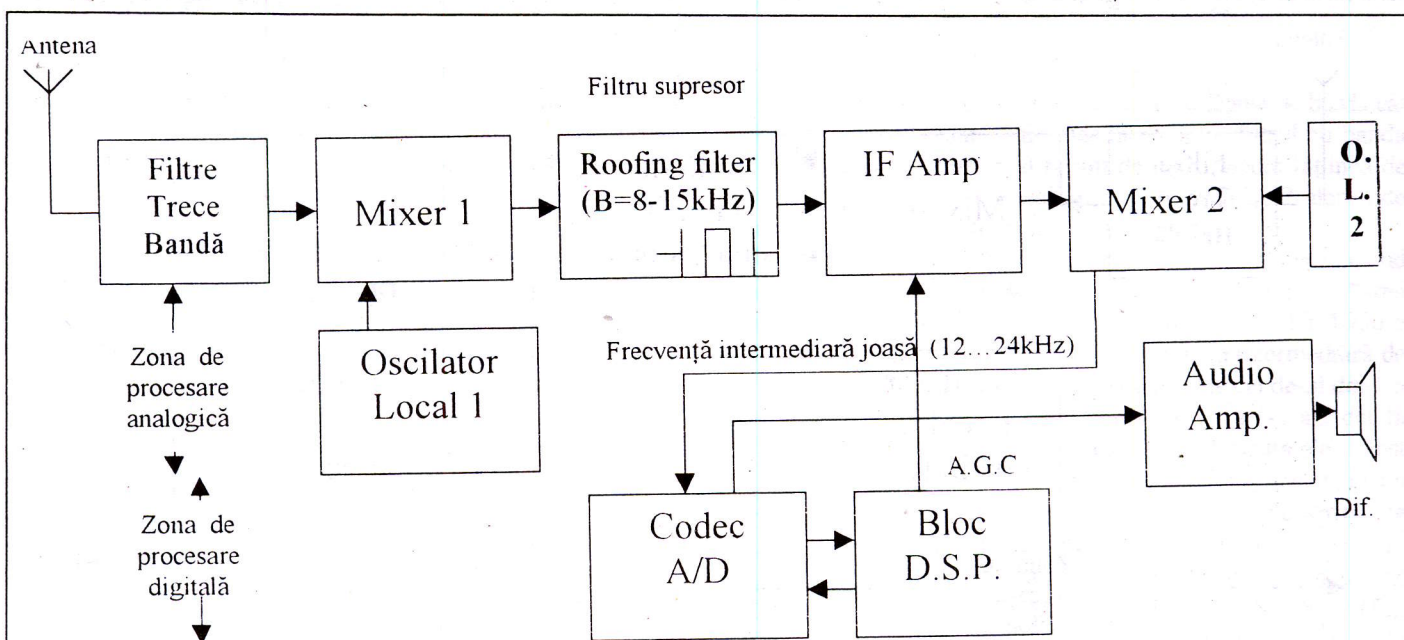 Antena
Filtru supresor
Filtre
Trece
Bandă
Mixer 1
Roofing filter
(B=8-15kHz)
IF Amp
Mixer 2
O.
L.
2
Oscilator
Local 1
Frecvență intermediară joasă (12...24kHz)
Zona de
procesare
analogică
Audio
Amp.
A.G.C
Dif.
Zona de
procesare
digitală
Codec
A/D
Bloc
D.S.P.